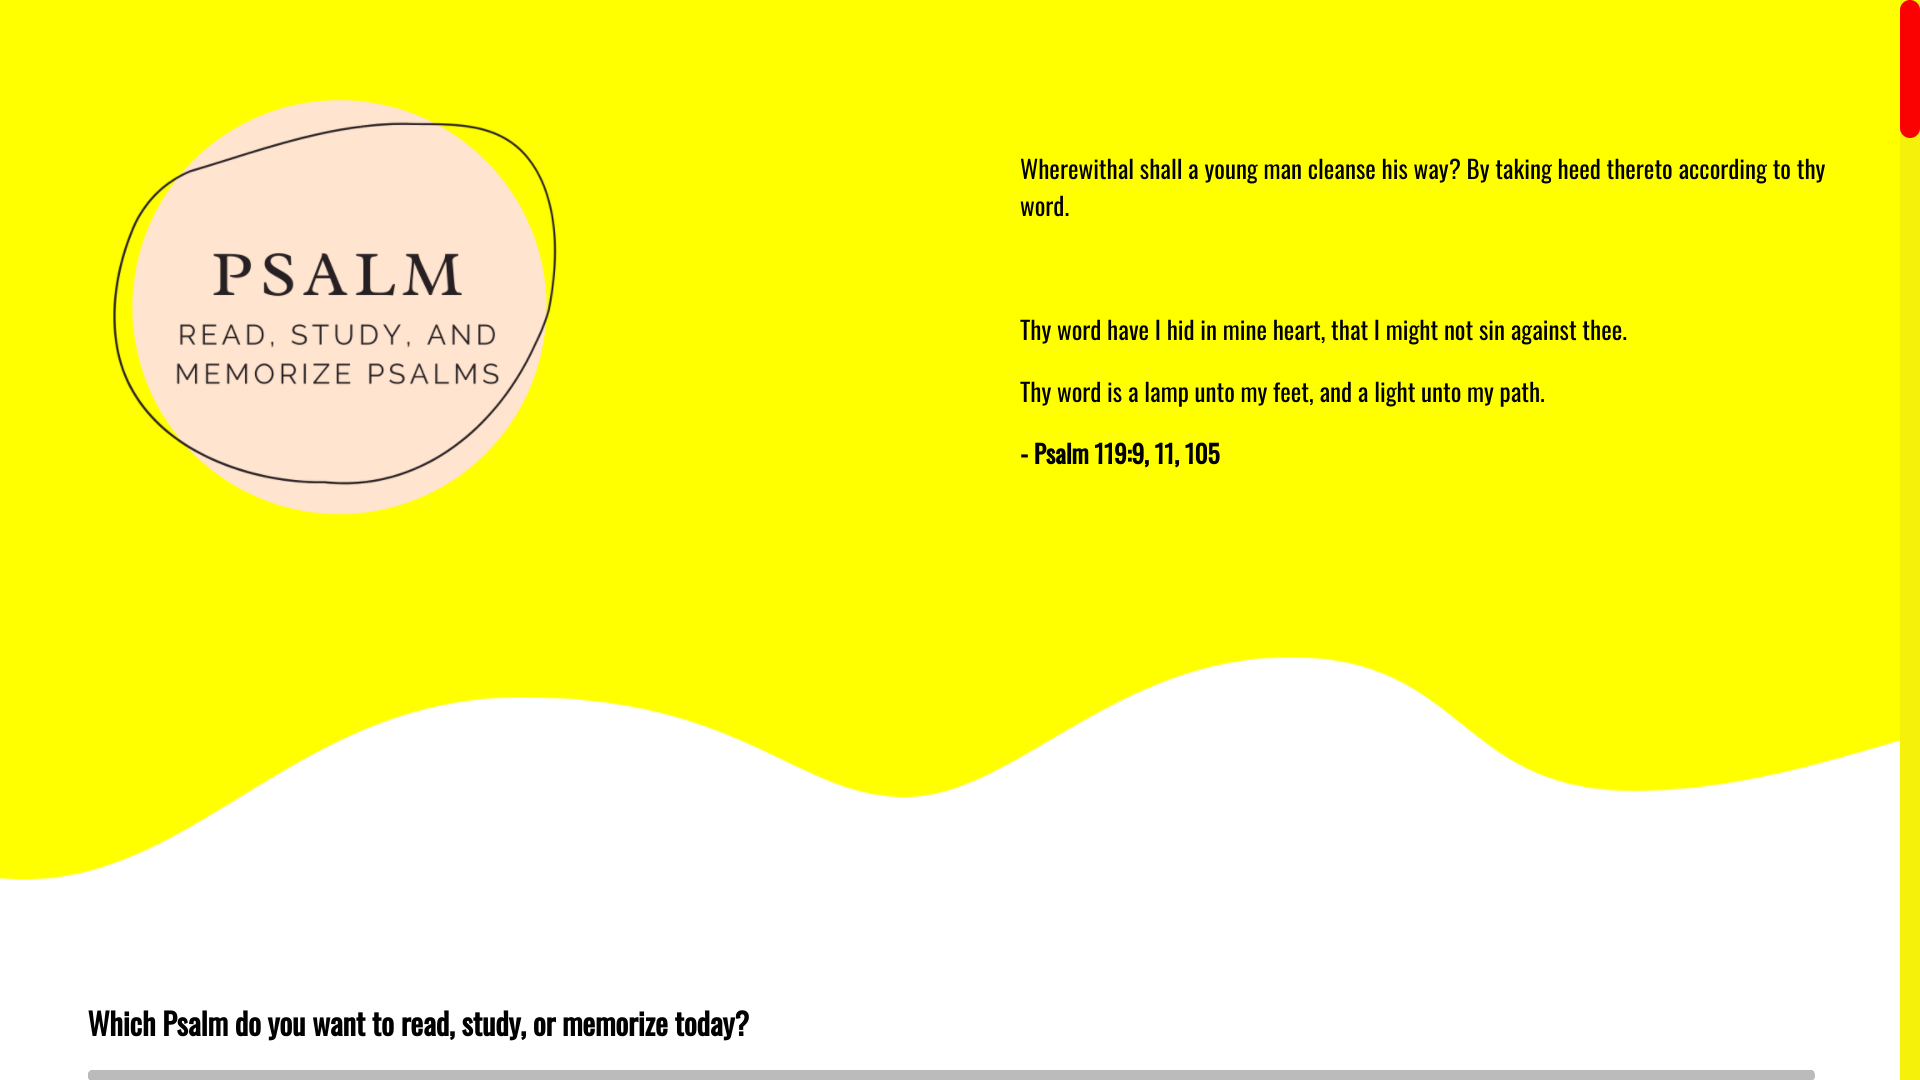 PSALM
READ, STUDY, AND
MEMORIZE PSALMS
Wherewithal shall a young man cleanse his way? By taking heed thereto according to thy
word.
Thy word have I hid in mine heart, that I might not sin against thee.
Thy word is a lamp unto my feet, and a light unto my path.
- Psalm 119:9, 11, 105
Which Psalm do you want to read, study, or memorize today?